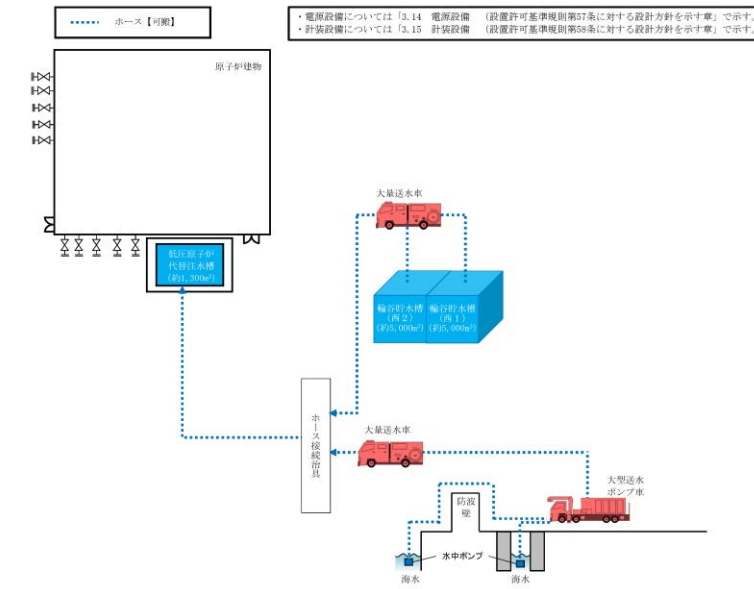 ホース【可搬】
・電源設備については「3.14　電源設備　（設置許可基準規則第57条に対する設計方針を示す章」で示す。
・計装設備については「3.15　計装設備　（設置許可基準規則第58条に対する設計方針を示す章」で示す。
原子炉建物
大量送水車
低圧原子炉
代替注水槽
(約1,300m³)
輪谷貯水槽
(西２)
(約5,000m³)
輪谷貯水槽
(西１)
(約5,000m³)
ホース接続治具
大量送水車
大型送水
ポンプ車
防波
壁
水中ポンプ
海水
海水